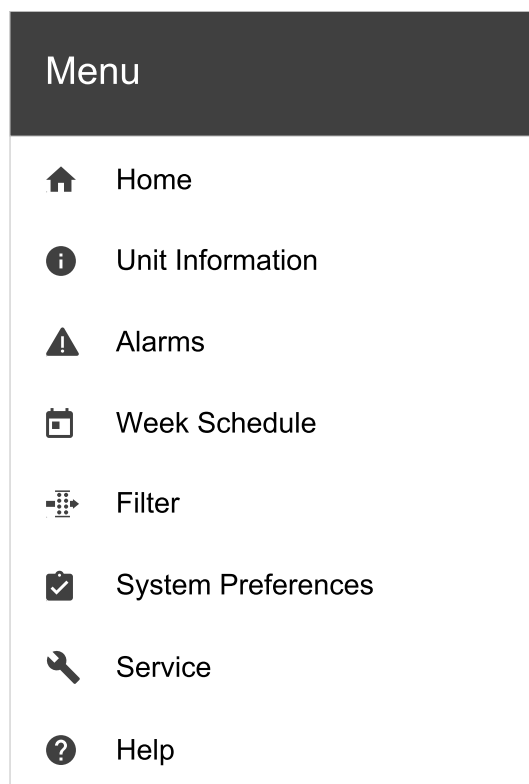 Menu
Home
Unit Information
Alarms
Week Schedule
Filter
System Preferences
Service
Help